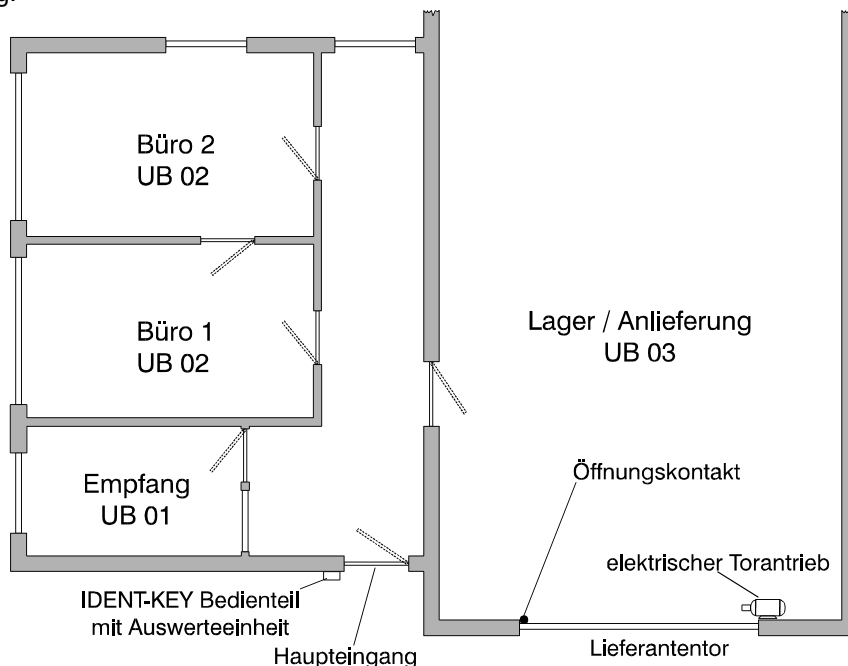 g.
Büro 2
UB 02
Büro 1
UB 02
Lager / Anlieferung
UB 03
Empfang
UB 01
Öffnungskontakt
elektrischer Torantrieb
IDENT-KEY Bedienteil
mit Auswerteeinheit
Haupteingang
Lieferantentor